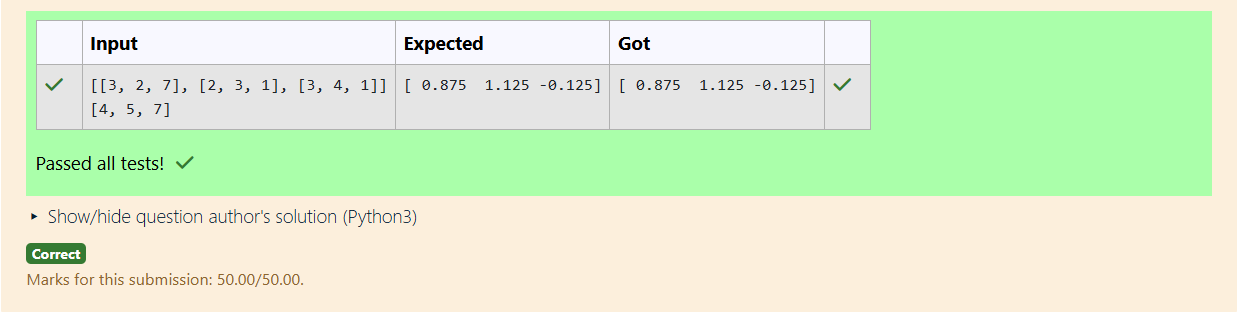 Input Expected Got
[[3, 2, 7], [2, 3, 1], [3, 4, 1]] [ 0.875  1.125 -0.125] [ 0.875  1.125 -0.125]
[4, 5, 7]
Passed all tests!
Show/hide question author's solution (Python3)
Correct
Marks for this submission: 50.00/50.00.